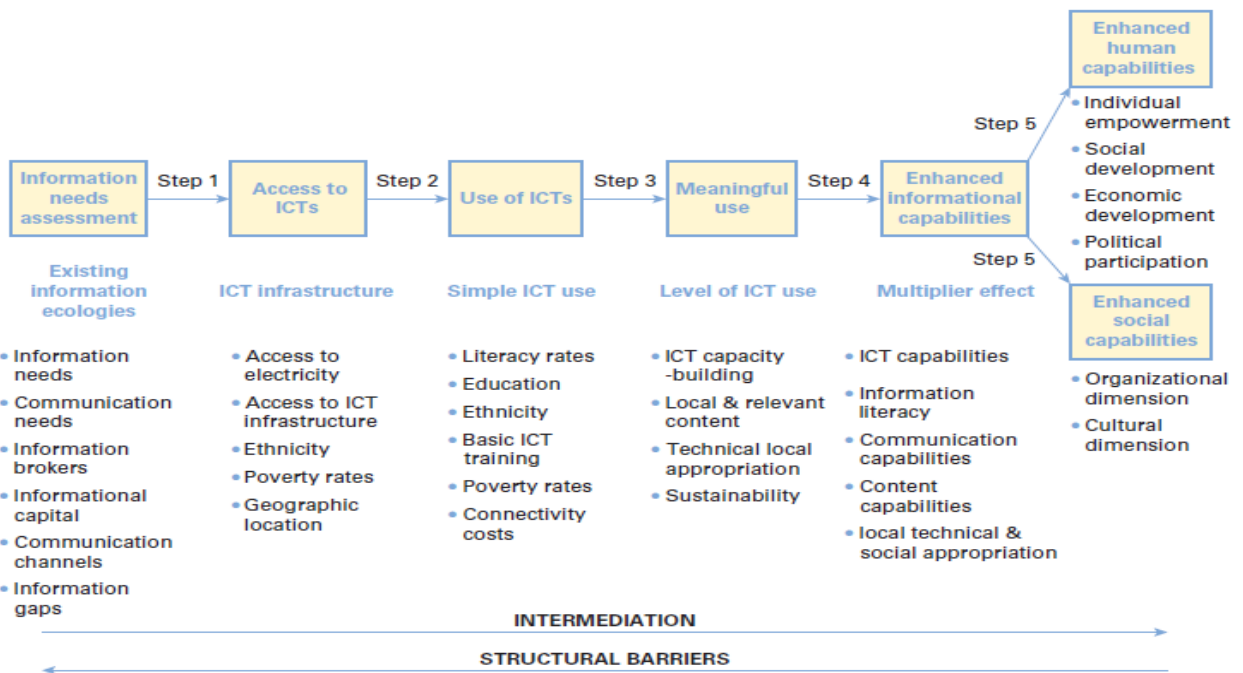 Enhanced
human
capabilities
• Individual
empowerment
• Social
development
• Economic
development
• Political
participation
Step 5
Information
needs
assessment
Step 1
Access to
ICTs
Step 2
Use of ICTs
Step 3
Meaningful
use
Step 4
Enhanced
informational
capabilities
Step 5
Existing
information
ecologies
ICT infrastructure
Simple ICT use
Level of ICT use
Multiplier effect
Enhanced
social
capabilities
• Information
needs
• Communication
needs
• Information
brokers
• Informational
capital
• Communication
channels
• Information
gaps
• Access to
electricity
• Access to ICT
infrastructure
• Ethnicity
• Poverty rates
• Geographic
location
• Literacy rates
• Education
• Ethnicity
• Basic ICT
training
• Poverty rates
• Connectivity
costs
• ICT capacity
-building
• Local & relevant
content
• Technical local
appropriation
• Sustainability
• ICT capabilities
• Information
literacy
• Communication
capabilities
• Content
capabilities
• local technical &
social appropriation
• Organizational
dimension
• Cultural
dimension
INTERMEDIATION
STRUCTURAL BARRIERS